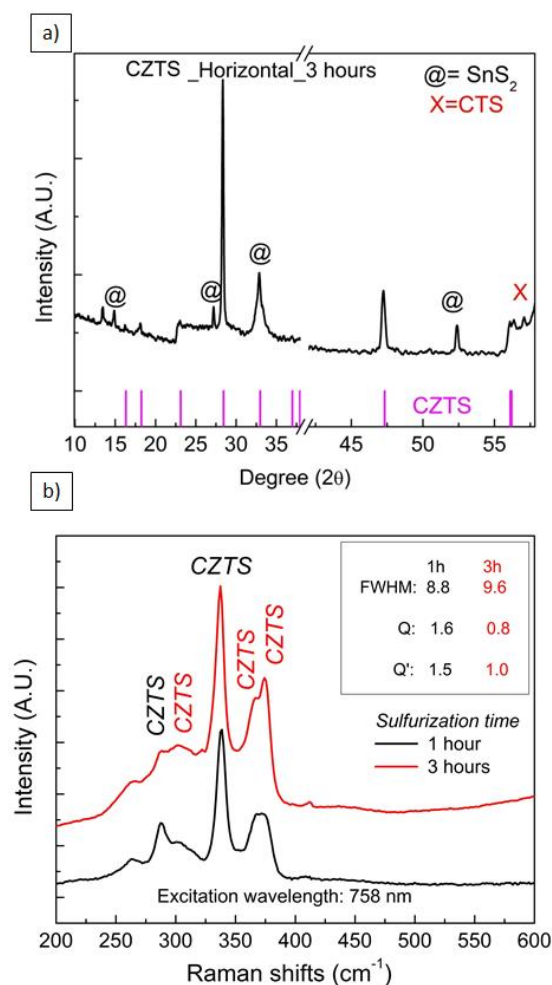 a)
CZTS _Horizontal_3 hours
@= SnS2
X=CTS
@
@
@
@
X
CZTS
Intensity (A.U.)
10 15 20 25 30 35 45 50 55
Degree (2θ)
b)
CZTS
CZTS
CZTS
CZTS
CZTS
1h 3h
FWHM: 8.8 9.6
Q: 1.6 0.8
Q': 1.5 1.0
Sulfurization time
1 hour
3 hours
Intensity (A.U.)
Excitation wavelength: 758 nm
200 250 300 350 400 450 500 550 600
Raman shifts (cm-1)